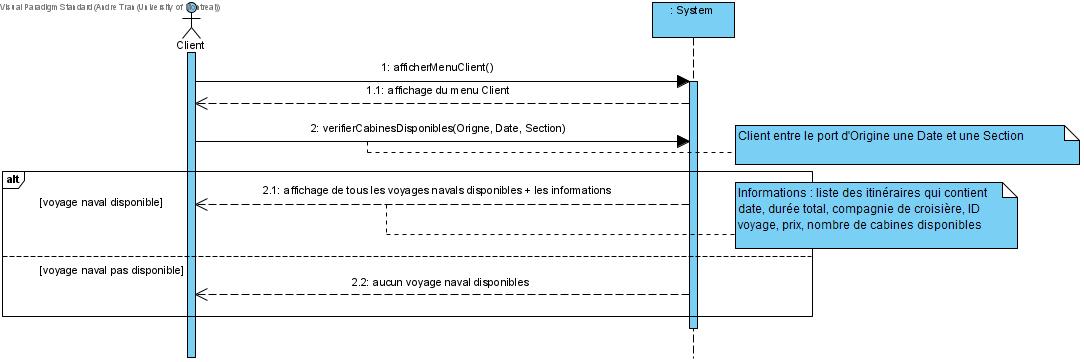 Visual Paradigm Standard (Andre Tran (University of Montreal))
: System
Client
1: afficherMenuClient()
1.1: affichage du menu Client
2: verifierCabinesDisponibles(Origne, Date, Section)
Client entre le port d'Origine une Date et une Section
alt
2.1: affichage de tous les voyages navals disponibles + les informations
[voyage naval disponible]
Informations : liste des itinéraires qui contient
date, durée total, compagnie de croisière, ID
voyage, prix, nombre de cabines disponibles
[voyage naval pas disponible]
2.2: aucun voyage naval disponibles